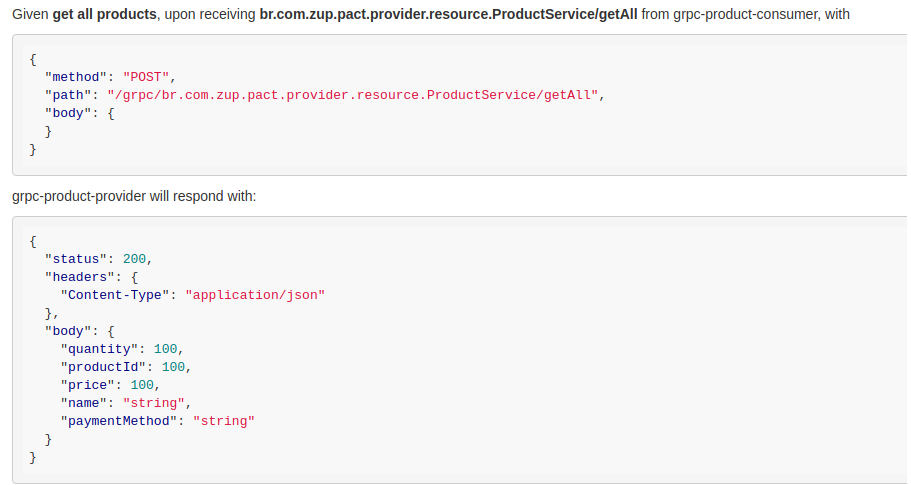 Given get all products, upon receiving br.com.zup.pact.provider.resource.ProductService/getAll from grpc-product-consumer, with
{
  "method": "POST",
  "path": "/grpc/br.com.zup.pact.provider.resource.ProductService/getAll",
  "body": {
  }
}
grpc-product-provider will respond with:
{
  "status": 200,
  "headers": {
    "Content-Type": "application/json"
  },
  "body": {
    "quantity": 100,
    "productId": 100,
    "price": 100,
    "name": "string",
    "paymentMethod": "string"
  }
}